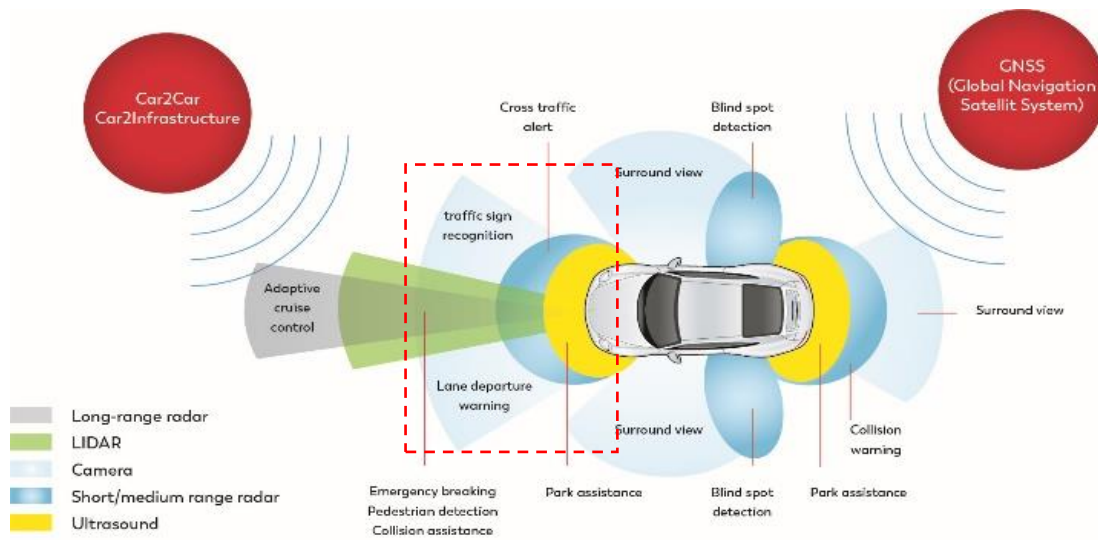 Car2Car
Car2Infrastructure
GNSS
(Global Navigation
Satellit System)
Cross traffic
alert
Blind spot
detection
Surround view
traffic sign
recognition
Adaptive
cruise
control
Surround view
Lane departure
warning
Surround view
Collision
warning
Long-range radar
LIDAR
Camera
Short/medium range radar
Ultrasound
Emergency breaking
Pedestrian detection
Collision assistance
Park assistance
Blind spot
detection
Park assistance